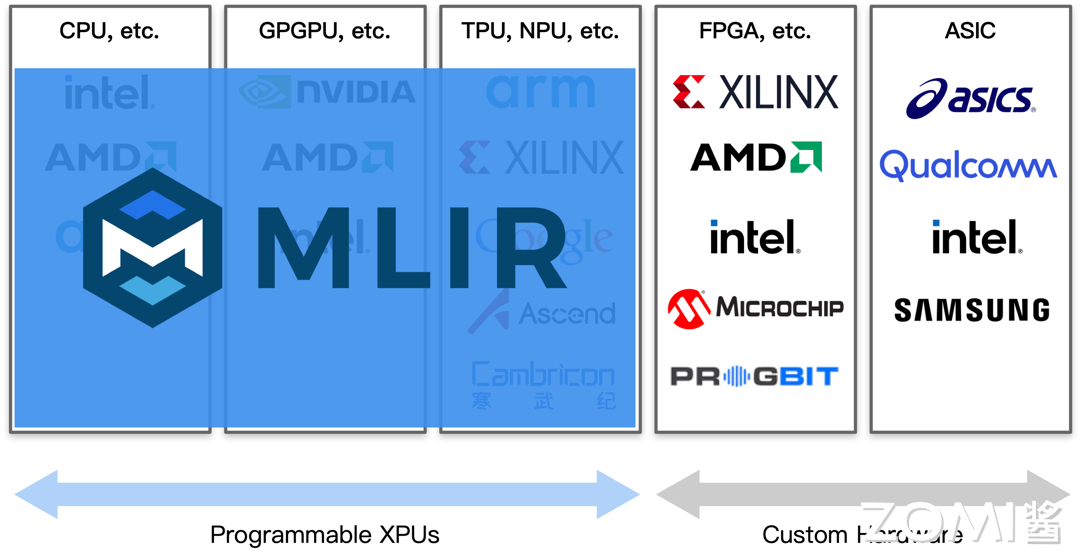 CPU, etc.
intel.
AMD
GPGPU, etc.
NVIDIA
AMD
intel.
TPU, NPU, etc.
arm
XILINX
Google
Ascend
Cambricon
寒武纪
MLIR
FPGA, etc.
XILINX
AMD
intel.
MICROCHIP
PROGBIT
ASIC
asics
Qualcomm
intel.
SAMSUNG
Programmable XPUs
Custom Hardware
ZOMI酱